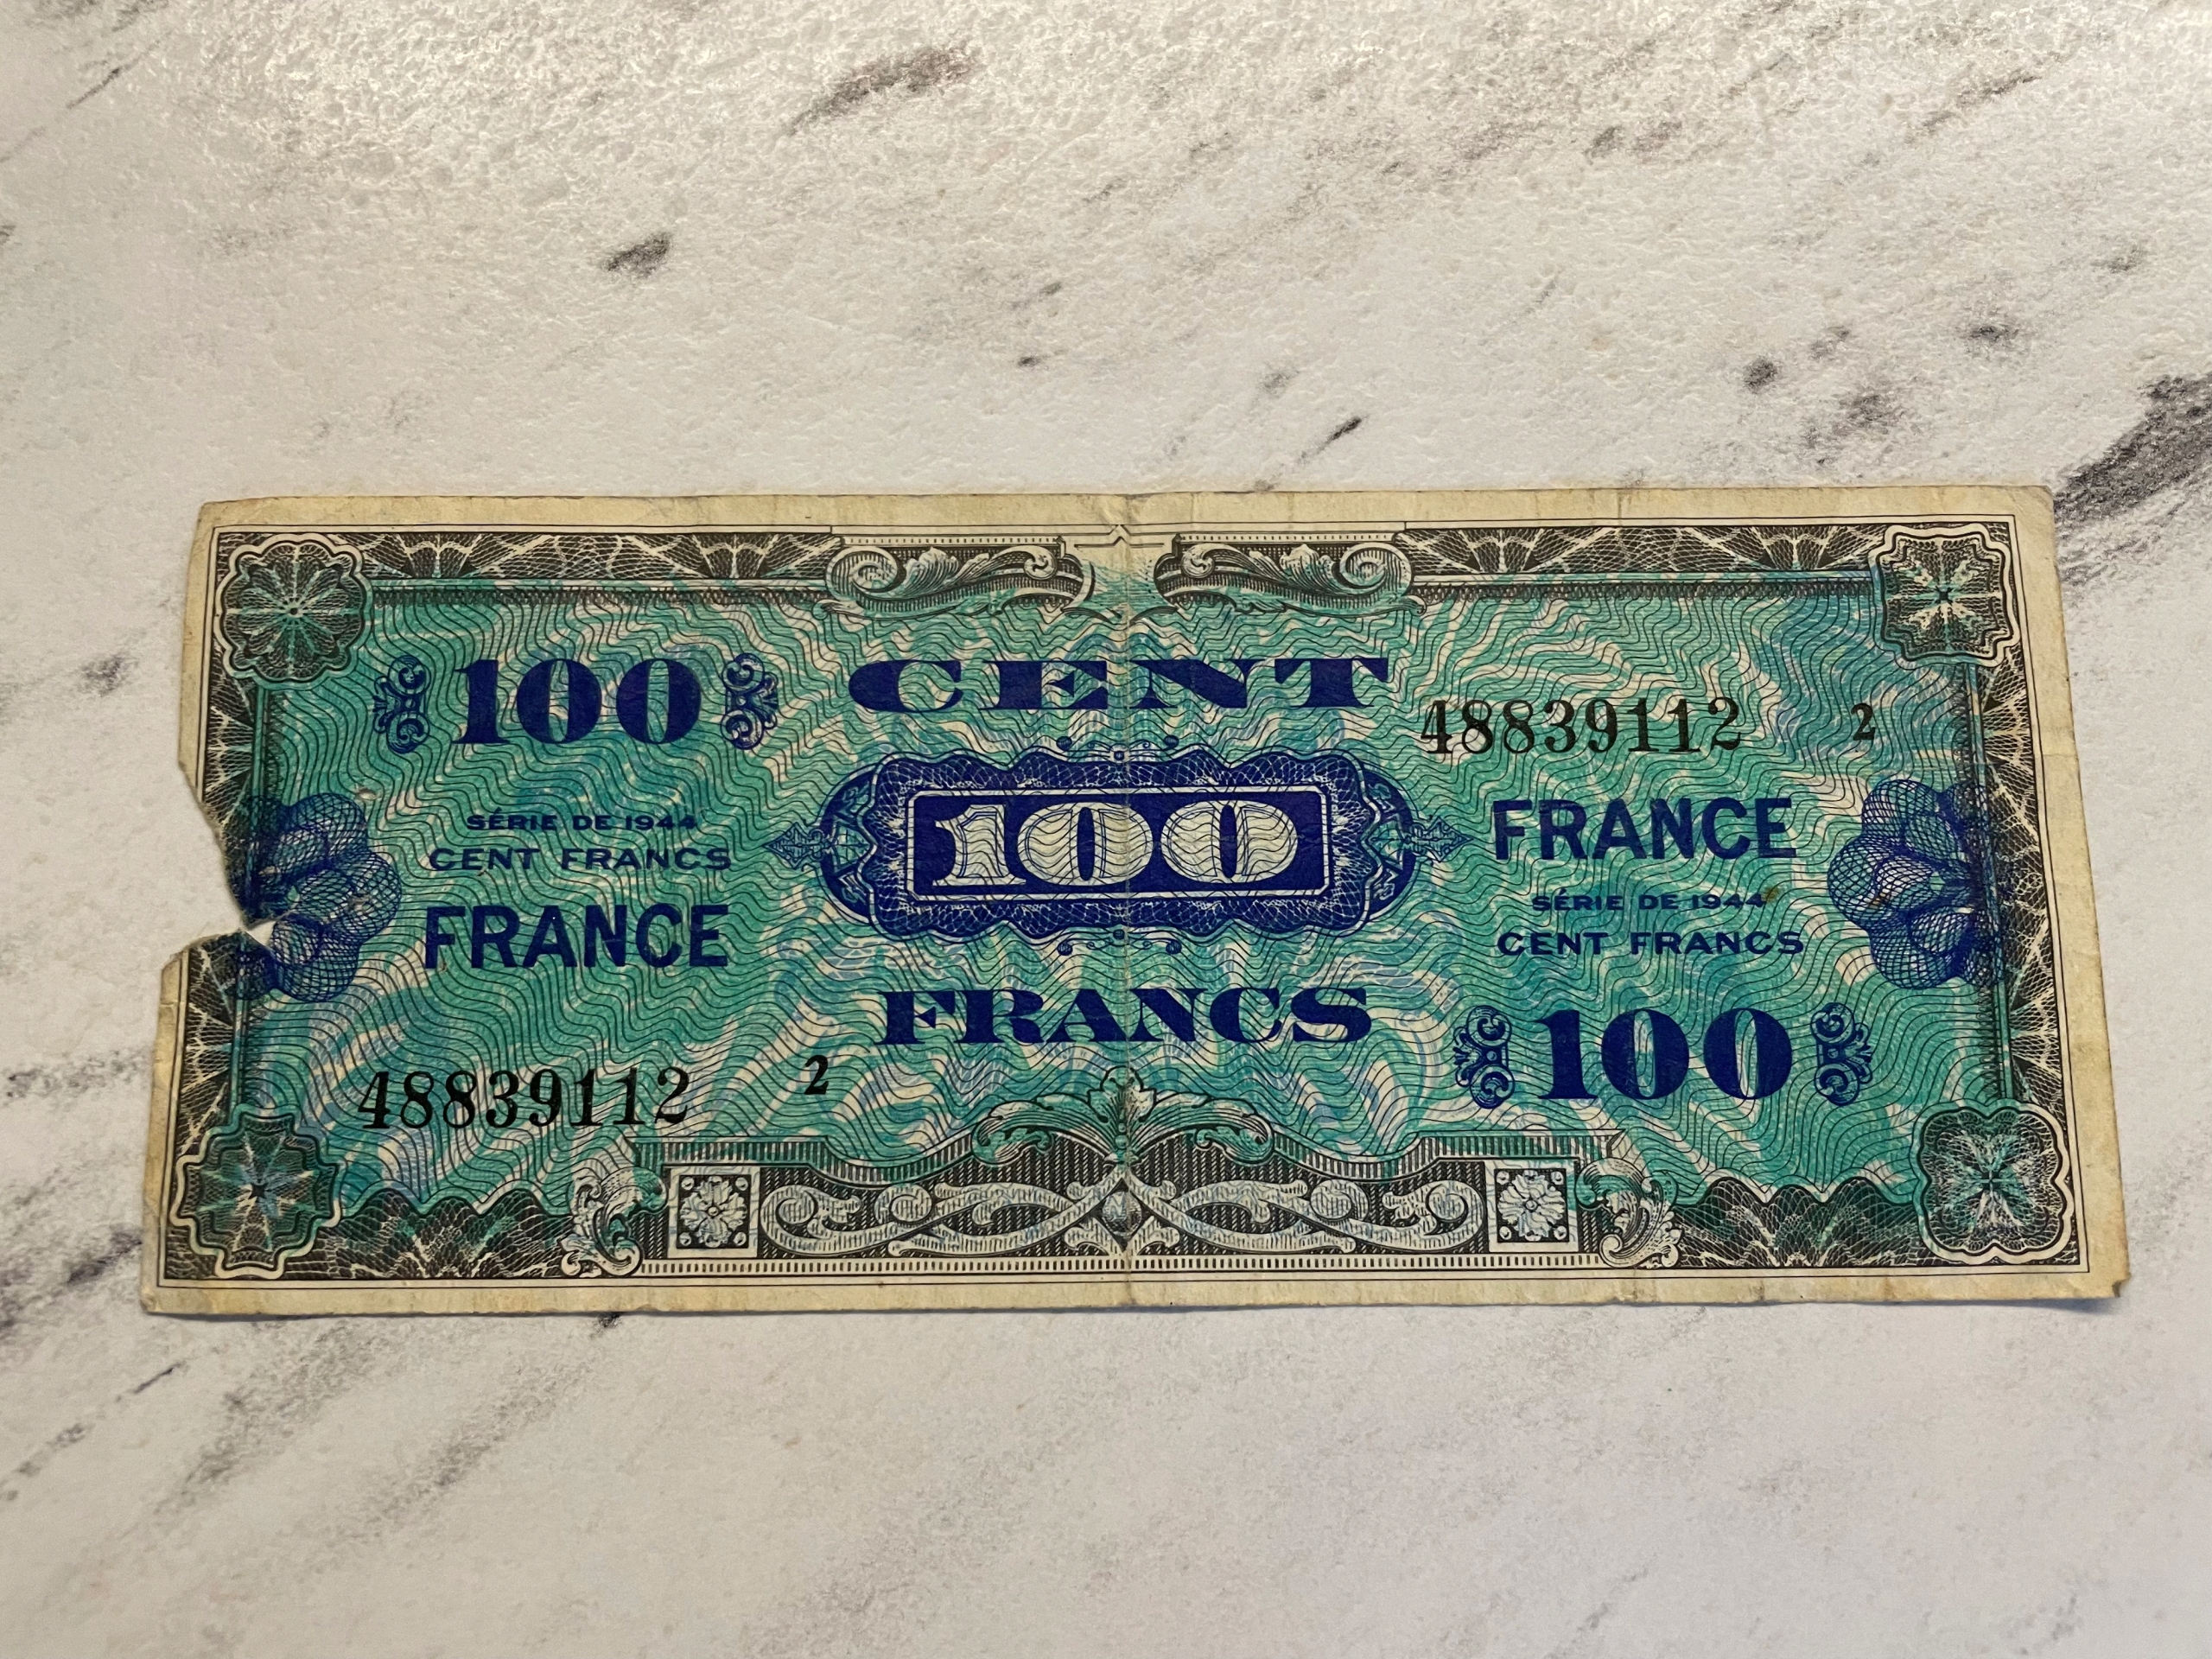 100 CENT 48839112 2
100
SÉRIE DE 1944
CENT FRANCS
FRANCE
FRANCE
SÉRIE DE 1944
CENT FRANCS
FRANCS
48839112 2
100